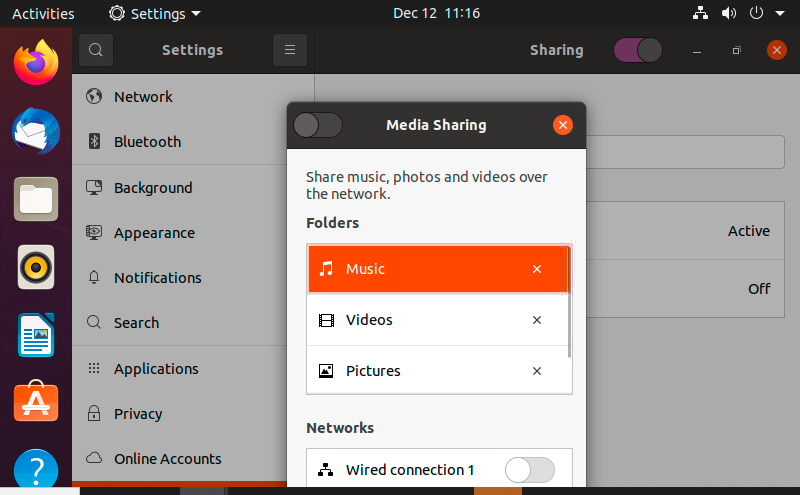 Activities
Settings
Dec 12 11:16
Settings
Sharing
Network
Bluetooth
Background
Appearance
Notifications
Search
Applications
Privacy
Online Accounts
Media Sharing
Share music, photos and videos over
the network.
Folders
Music
Videos
Pictures
Networks
Wired connection 1
Active
Off